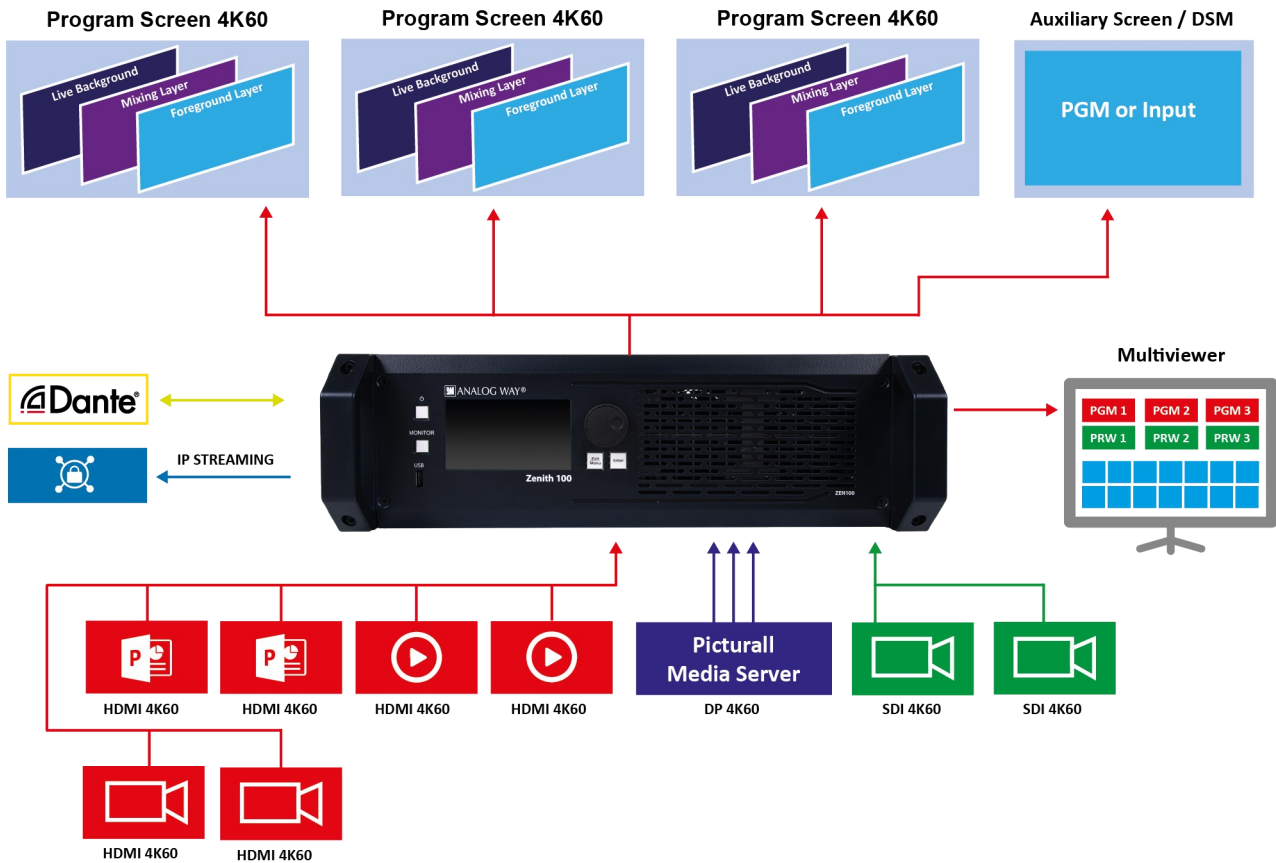 Program Screen 4K60
Program Screen 4K60
Program Screen 4K60
Auxiliary Screen / DSM
Live Background
Mixing Layer
Foreground Layer
Live Background
Mixing Layer
Foreground Layer
Live Background
Mixing Layer
Foreground Layer
PGM or Input
Multiviewer
Dante®
IP STREAMING
ANALOG WAY®
MONITOR
USB
Exit
Menu
ENTER
Zenith 100
ZEN100
PGM 1
PGM 2
PGM 3
PRW 1
PRW 2
PRW 3
P
P
Picturall
Media Server
HDMI 4K60
HDMI 4K60
HDMI 4K60
HDMI 4K60
DP 4K60
SDI 4K60
SDI 4K60
HDMI 4K60
HDMI 4K60